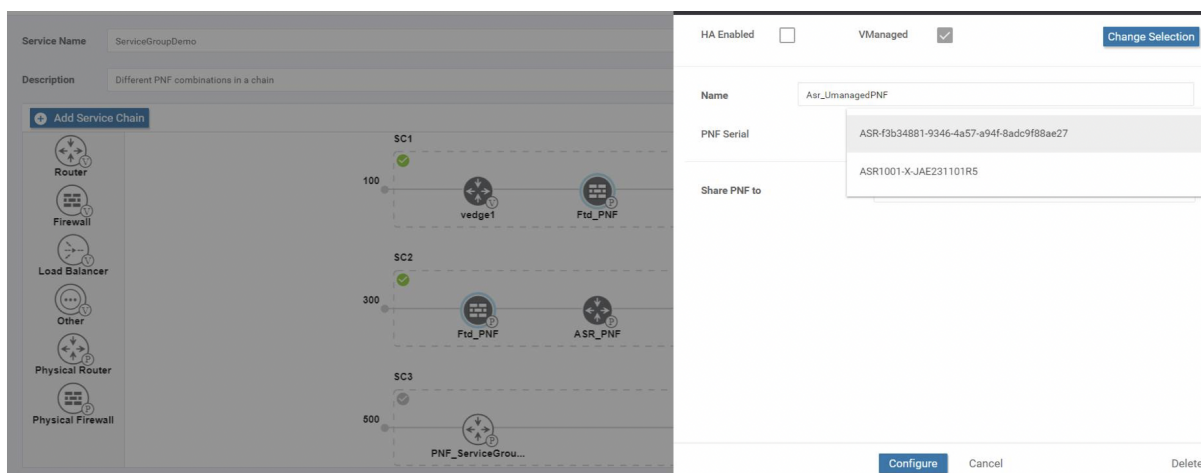 Service Name
ServiceGroupDemo
Description
Different PNF combinations in a chain
Add Service Chain
Router
V
Firewall
V
Load Balancer
V
Other
V
Physical Router
P
Physical Firewall
P
SC1
100
vedge1
V
Ftd_PNF
P
SC2
300
Ftd_PNF
P
ASR_PNF
P
SC3
500
PNF_ServiceGrou...
P
HA Enabled
VManaged
Change Selection
Name
Asr_UmanagedPNF
PNF Serial
ASR-f3b34881-9346-4a57-a94f-8adc9f88ae27
ASR1001-X-JAE231101R5
Share PNF to
Configure
Cancel
Delete